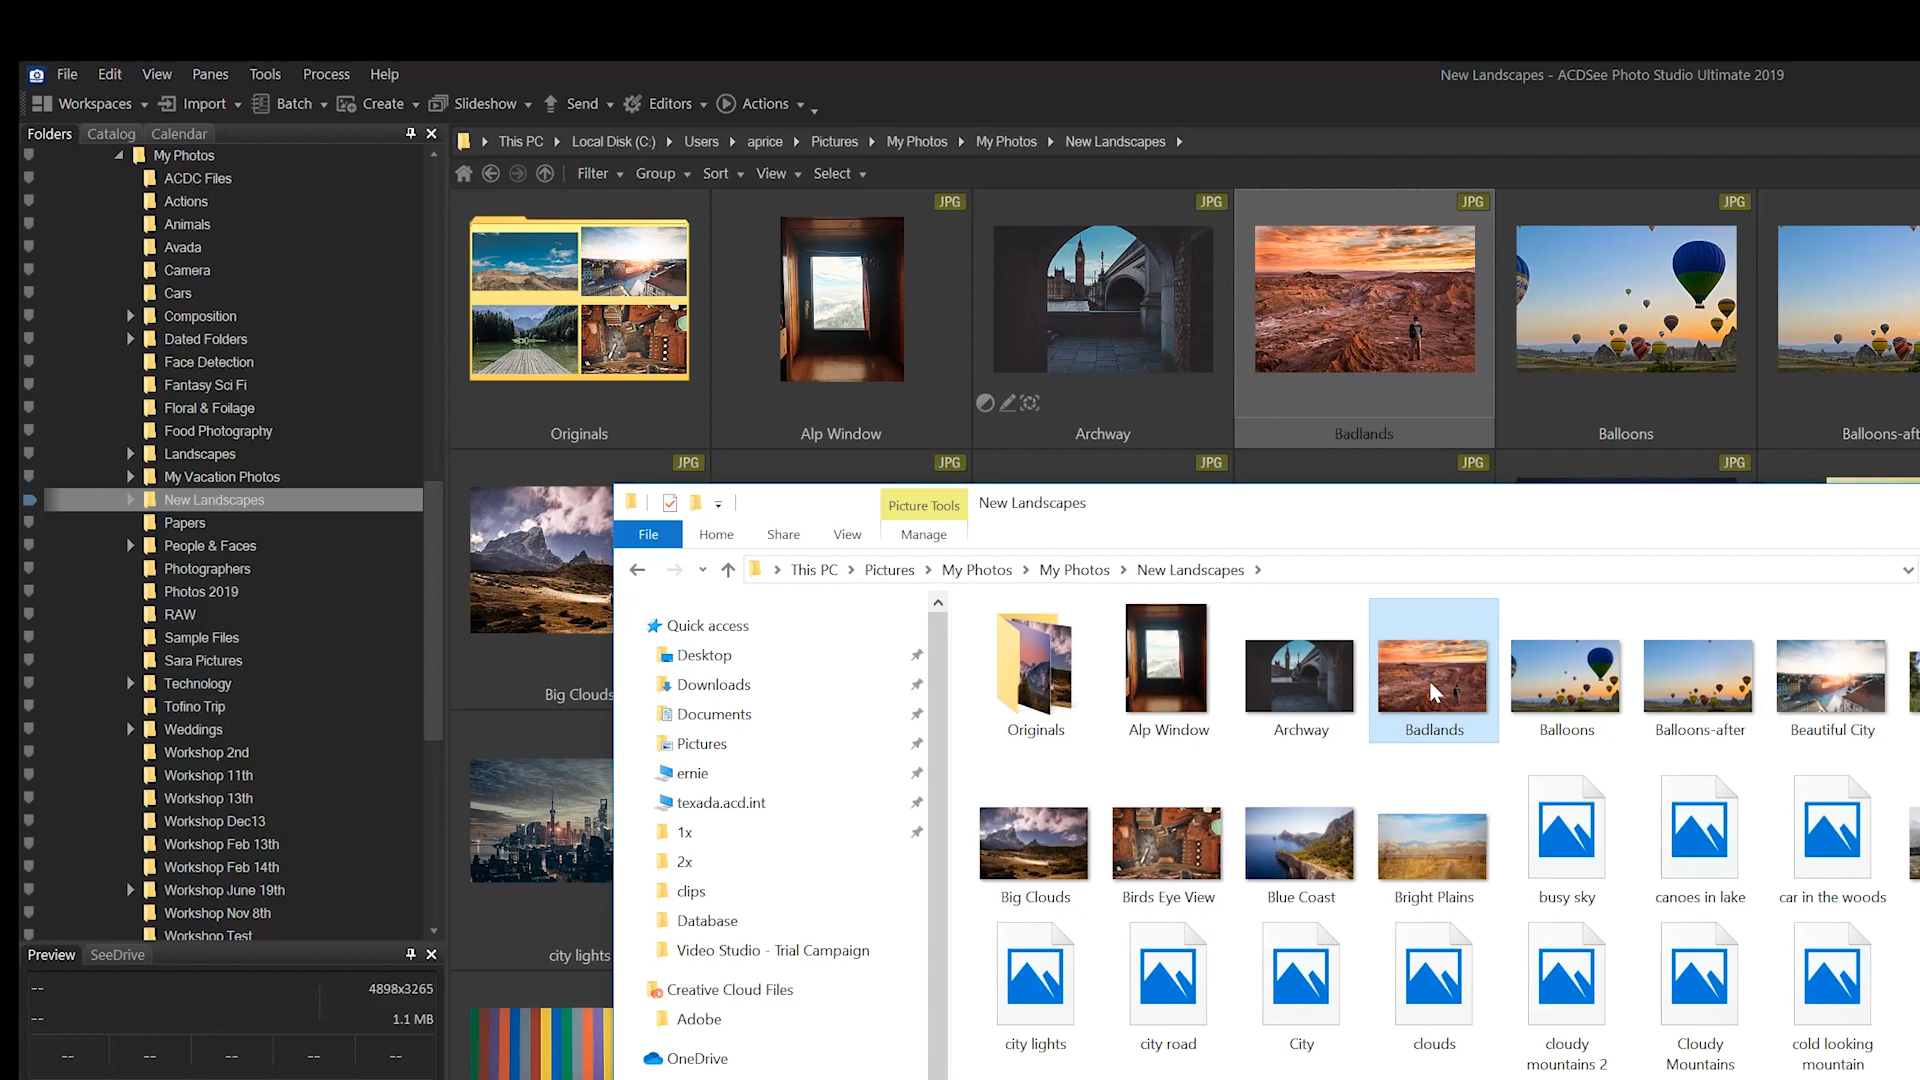 File Edit View Panes Tools Process Help
New Landscapes - ACDSee Photo Studio Ultimate 2019
Workspaces Import Batch Create Slideshow Send Editors Actions
Folders Catalog Calendar
This PC Local Disk (C:) Users aprice Pictures My Photos My Photos New Landscapes
Filter Group Sort View Select
My Photos
ACDC Files
Actions
Animals
Avada
Camera
Cars
Composition
Dated Folders
Face Detection
Fantasy Sci Fi
Floral & Foilage
Food Photography
Landscapes
My Vacation Photos
New Landscapes
Papers
People & Faces
Photographers
Photos 2019
RAW
Sample Files
Sara Pictures
Technology
Tofino Trip
Weddings
Workshop 2nd
Workshop 11th
Workshop 13th
Workshop Dec13
Workshop Feb 13th
Workshop Feb 14th
Workshop June 19th
Workshop Nov 8th
Workshop Test
Preview SeeDrive
-- 4898x3265
-- 1.1 MB
-- -- -- -- --
JPG JPG JPG JPG
Originals Alp Window Archway Badlands Balloons Balloons-aft
JPG JPG JPG JPG JPG
Big Clouds
city lights
Picture Tools New Landscapes
File Home Share View Manage
This PC Pictures My Photos My Photos New Landscapes
Quick access
Desktop
Downloads
Documents
Pictures
ernie
texada.acd.int
1x
2x
clips
Database
Video Studio - Trial Campaign
Creative Cloud Files
Adobe
OneDrive
Originals Alp Window Archway Badlands Balloons Balloons-after Beautiful City
Big Clouds Birds Eye View Blue Coast Bright Plains busy sky canoes in lake car in the woods
city lights city road City clouds cloudy mountains 2 Cloudy Mountains cold looking mountain